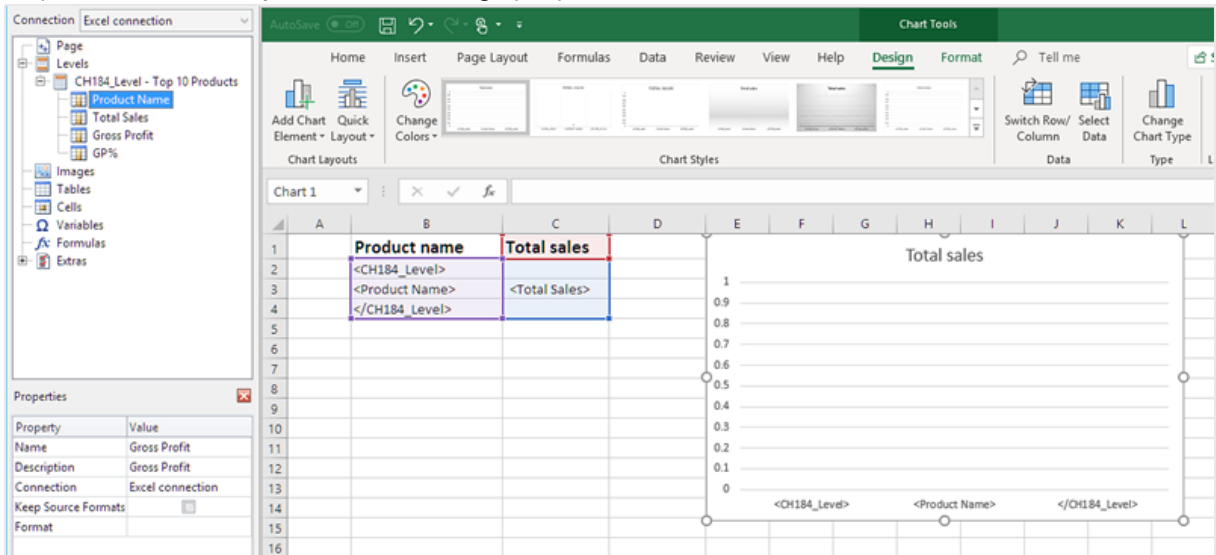 Connection Excel connection
Page
Levels
CH184_Level - Top 10 Products
Product Name
Total Sales
Gross Profit
GP%
Images
Tables
Cells
Variables
Formulas
Extras
Properties
Property Value
Name Gross Profit
Description Gross Profit
Connection Excel connection
Keep Source Formats
Format
AutoSave Off
Chart Tools
Home Insert Page Layout Formulas Data Review View Help Design Format Tell me
Add Chart Element
Quick Layout
Change Colors
Switch Row/ Column
Select Data
Change Chart Type
Chart Layouts Chart Styles Data Type
Chart 1 fx
A B C D E F G H I J K L
1 Product name Total sales
2 <CH184_Level>
3 <Product Name> <Total Sales>
4 </CH184_Level>
5
6
7
8
9
10
11
12
13
14
15
16
Total sales
1
0.9
0.8
0.7
0.6
0.5
0.4
0.3
0.2
0.1
0
<CH184_Level> <Product Name> </CH184_Level>